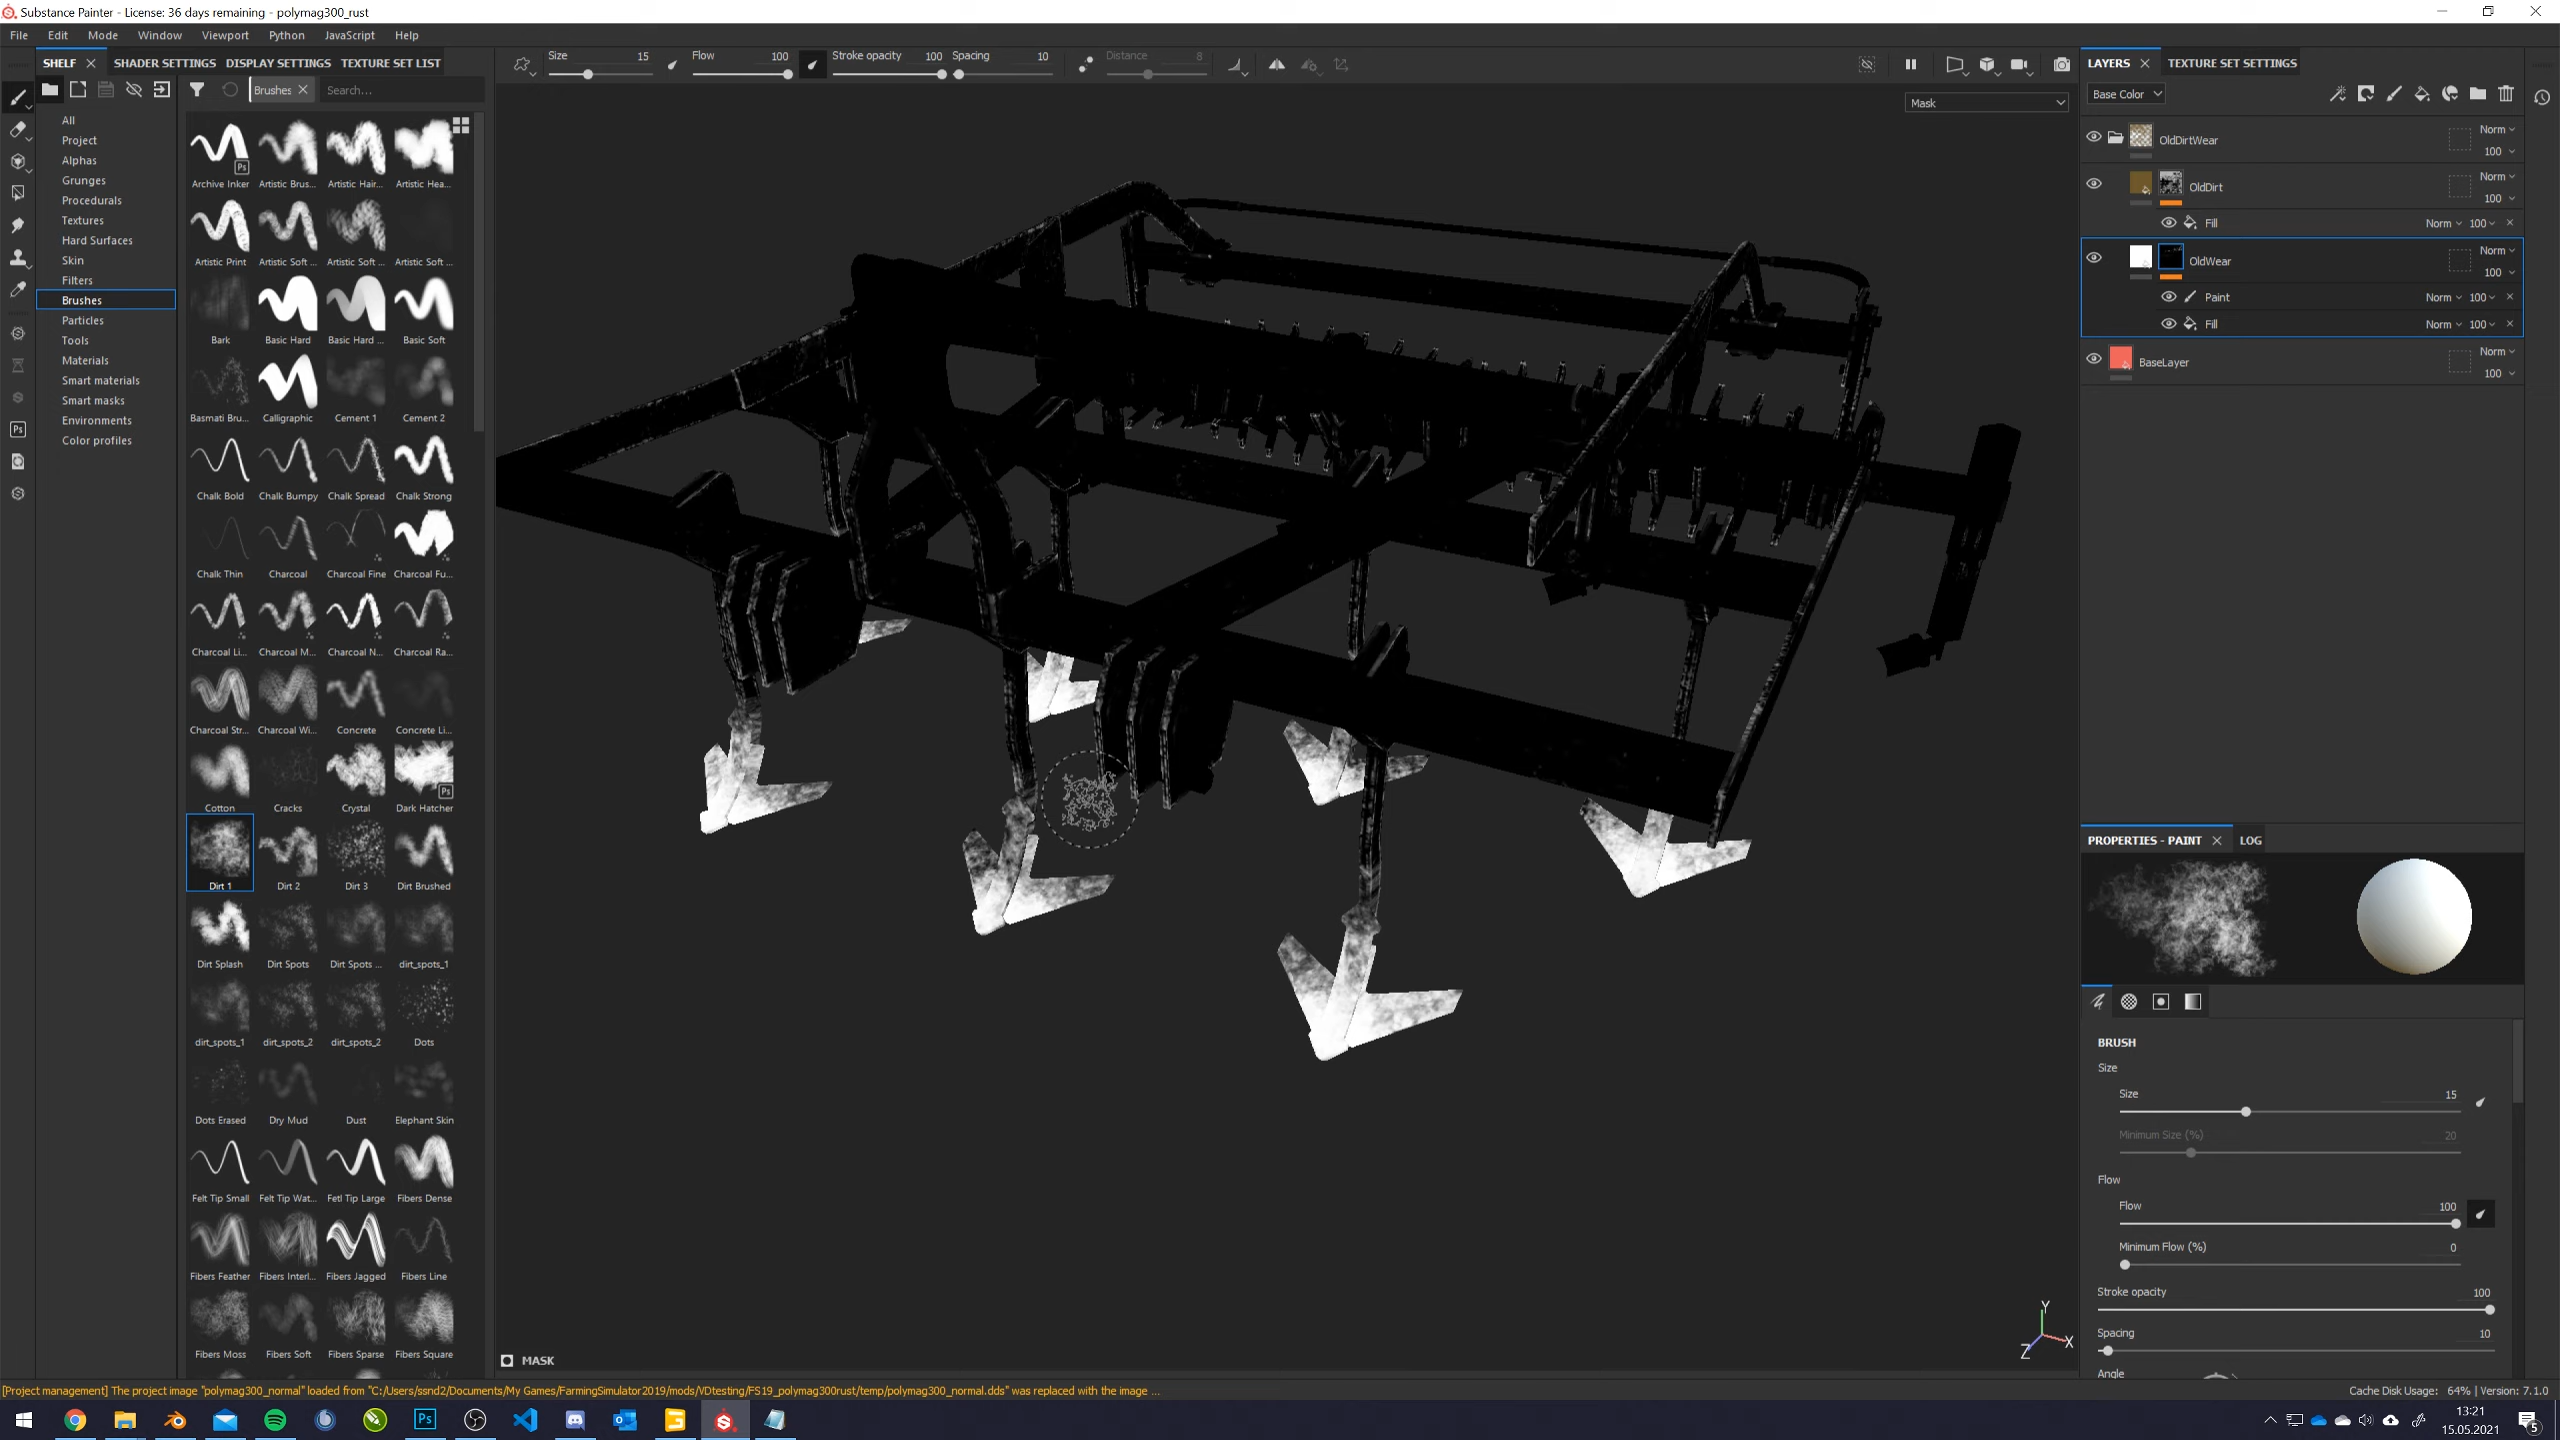 Substance Painter - License: 36 days remaining - polymag300_rust
File Edit Mode Window Viewport Python JavaScript Help
SHELF SHADER SETTINGS DISPLAY SETTINGS TEXTURE SET LIST
Brushes Search...
All
Project
Alphas
Grunges
Procedurals
Textures
Hard Surfaces
Skin
Filters
Brushes
Particles
Tools
Materials
Smart materials
Smart masks
Environments
Color profiles
Ps
Archive Inker Artistic Brus... Artistic Hair... Artistic Hea...
Artistic Print Artistic Soft ... Artistic Soft ... Artistic Soft ...
Bark Basic Hard Basic Hard ... Basic Soft
Basmati Bru... Calligraphic Cement 1 Cement 2
Chalk Bold Chalk Bumpy Chalk Spread Chalk Strong
Chalk Thin Charcoal Charcoal Fine Charcoal Fu...
Charcoal Li... Charcoal M... Charcoal N... Charcoal Ra...
Charcoal Str... Charcoal Wi... Concrete Concrete Li...
Ps
Cotton Cracks Crystal Dark Hatcher
Dirt 1 Dirt 2 Dirt 3 Dirt Brushed
Dirt Splash Dirt Spots Dirt Spots ... dirt_spots_1
dirt_spots_1 dirt_spots_2 dirt_spots_2 Dots
Dots Erased Dry Mud Dust Elephant Skin
Felt Tip Small Felt Tip Wat... Fetl Tip Large Fibers Dense
Fibers Feather Fibers Interl... Fibers Jagged Fibers Line
Fibers Moss Fibers Soft Fibers Sparse Fibers Square
Ps
Size 15 Flow 100 Stroke opacity 100 Spacing 10 Distance 8
Mask
MASK
Y
X
Z
LAYERS TEXTURE SET SETTINGS
Base Color
OldDirtWear Norm
100
OldDirt Norm
100
Fill Norm 100
OldWear Norm
100
Paint Norm 100
Fill Norm 100
BaseLayer Norm
100
PROPERTIES - PAINT LOG
BRUSH
Size
Size 15
Minimum Size (%) 20
Flow
Flow 100
Minimum Flow (%) 0
Stroke opacity 100
Spacing 10
Angle
[Project management] The project image "polymag300_normal" loaded from "C:/Users/ssnd2/Documents/My Games/FarmingSimulator2019/mods/VDtesting/FS19_polymag300rust/temp/polymag300_normal.dds" was replaced with the image ...
Cache Disk Usage: 64% | Version: 7.1.0
Ps
13:21
15.05.2021
5